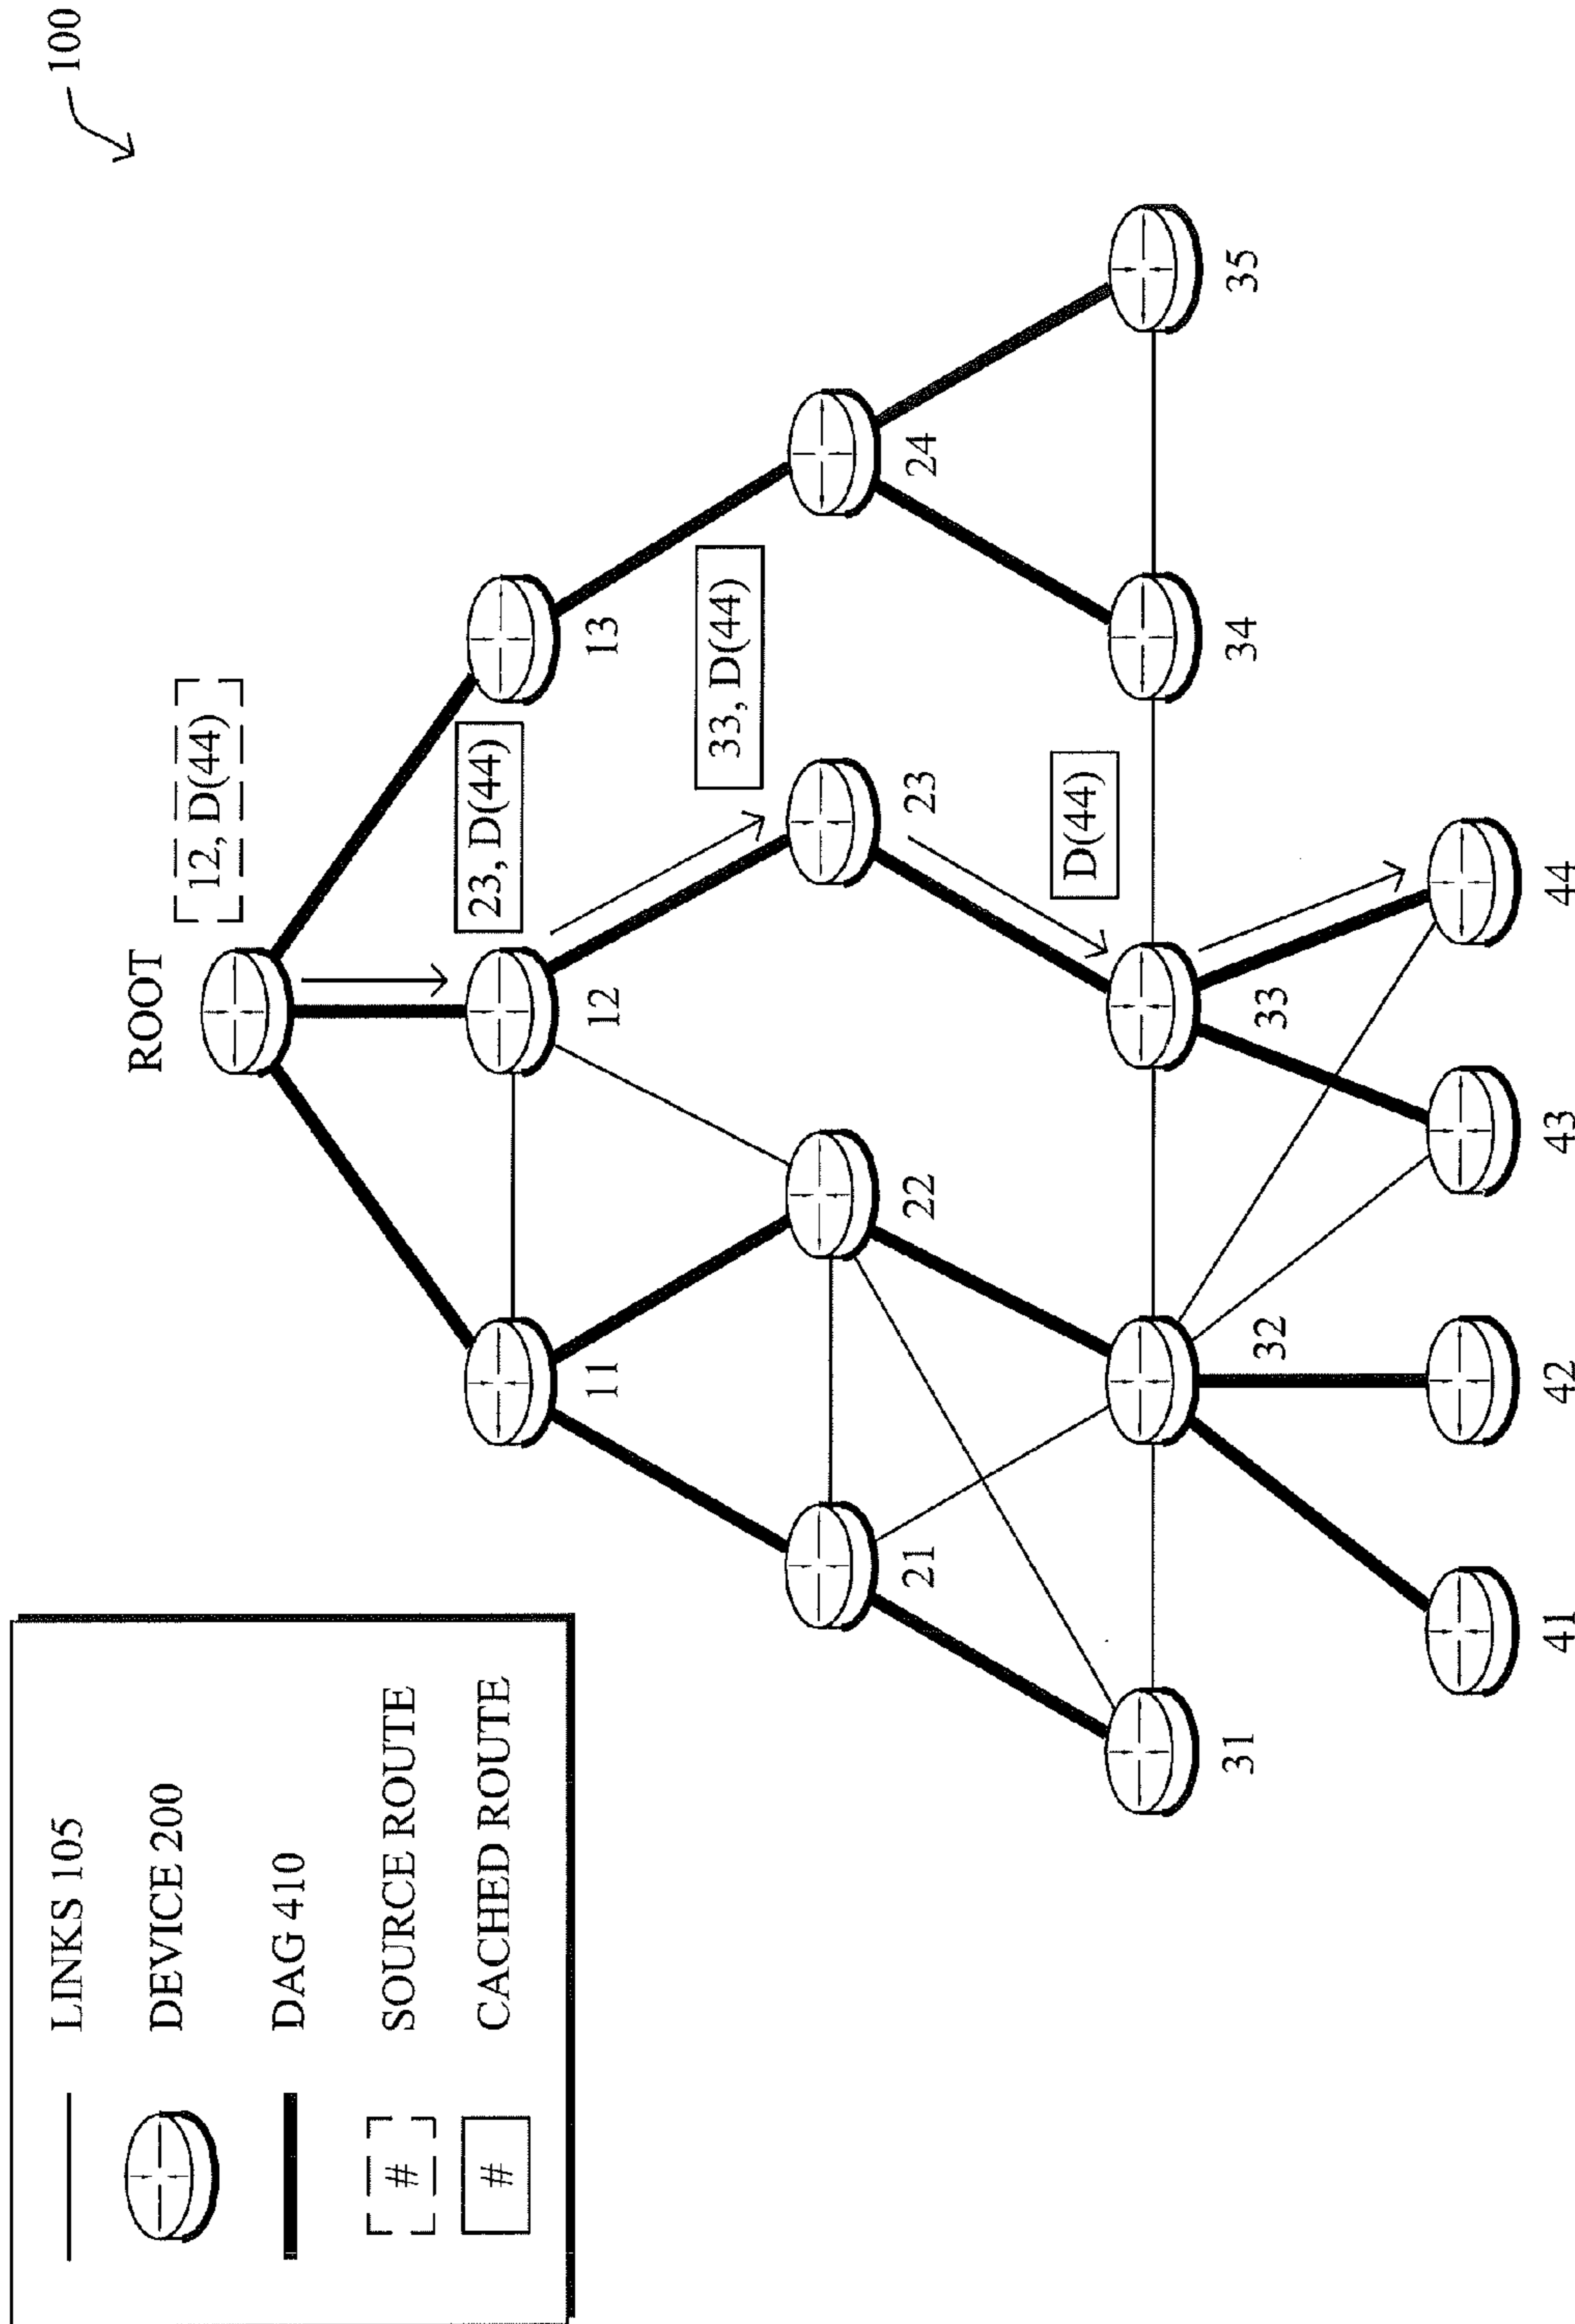 LINKS 105
DEVICE 200
DAG 410
# SOURCE ROUTE
# CACHED ROUTE
100
ROOT
12, D(44)
11
12
23, D(44)
13
21
22
23
33, D(44)
24
31
32
33
D(44)
34
35
41
42
43
44